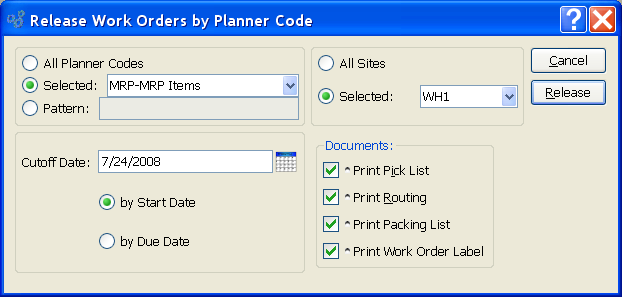 Release Work Orders by Planner Code
All Planner Codes
Selected: MRP-MRP Items
Pattern:
All Sites
Selected: WH1
Cancel
Release
Cutoff Date: 7/24/2008
by Start Date
by Due Date
Documents:
^ Print Pick List
^ Print Routing
^ Print Packing List
^ Print Work Order Label